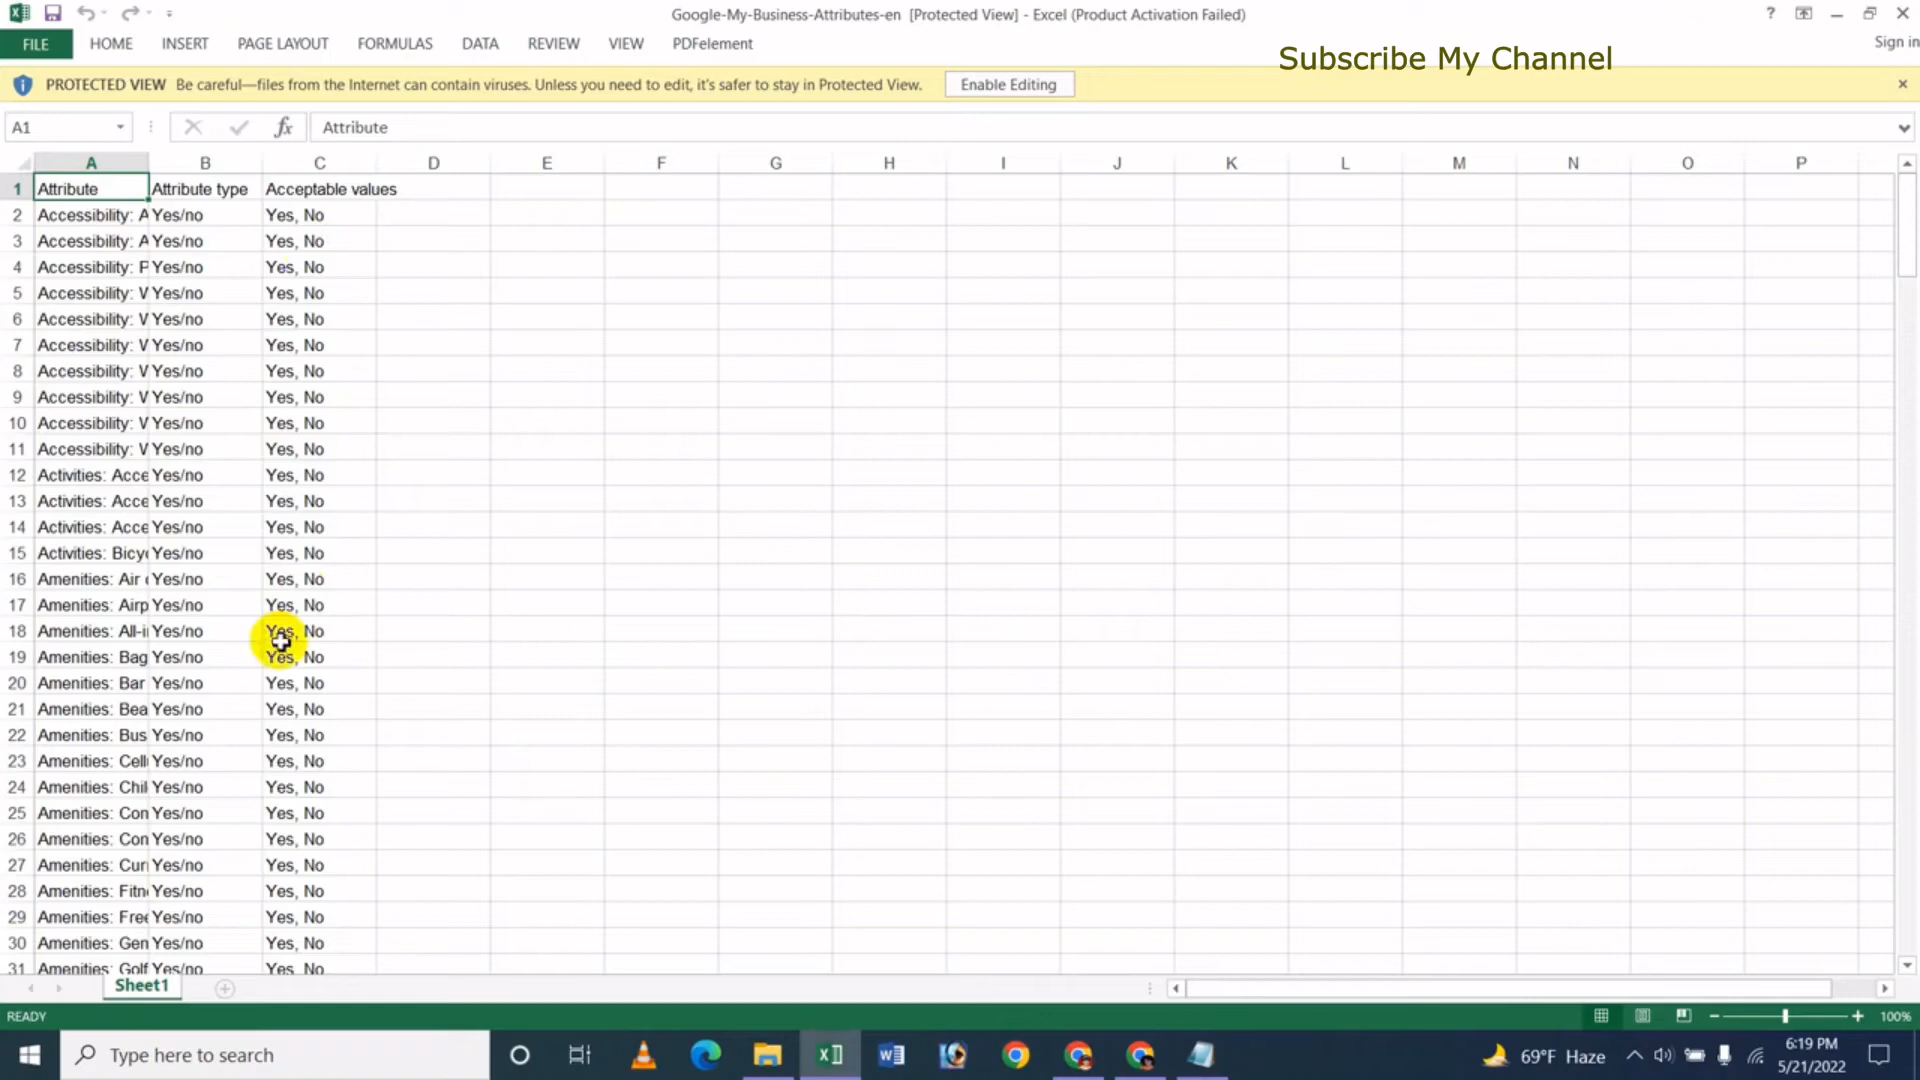 Google-My-Business-Attributes-en [Protected View] - Excel (Product Activation Failed)
FILE HOME INSERT PAGE LAYOUT FORMULAS DATA REVIEW VIEW PDFelement Sign in
Subscribe My Channel
PROTECTED VIEW Be careful—files from the Internet can contain viruses. Unless you need to edit, it's safer to stay in Protected View. Enable Editing
A1 fx Attribute
A B C D E F G H I J K L M N O P
1 Attribute Attribute type Acceptable values
2 Accessibility: A Yes/no Yes, No
3 Accessibility: A Yes/no Yes, No
4 Accessibility: P Yes/no Yes, No
5 Accessibility: W Yes/no Yes, No
6 Accessibility: W Yes/no Yes, No
7 Accessibility: W Yes/no Yes, No
8 Accessibility: W Yes/no Yes, No
9 Accessibility: W Yes/no Yes, No
10 Accessibility: W Yes/no Yes, No
11 Accessibility: W Yes/no Yes, No
12 Activities: Acce Yes/no Yes, No
13 Activities: Acce Yes/no Yes, No
14 Activities: Acce Yes/no Yes, No
15 Activities: Bicy Yes/no Yes, No
16 Amenities: Air Yes/no Yes, No
17 Amenities: Airp Yes/no Yes, No
18 Amenities: All-i Yes/no Yes, No
19 Amenities: Bag Yes/no Yes, No
20 Amenities: Bar Yes/no Yes, No
21 Amenities: Bea Yes/no Yes, No
22 Amenities: Bus Yes/no Yes, No
23 Amenities: Cell Yes/no Yes, No
24 Amenities: Chil Yes/no Yes, No
25 Amenities: Con Yes/no Yes, No
26 Amenities: Con Yes/no Yes, No
27 Amenities: Curr Yes/no Yes, No
28 Amenities: Fitn Yes/no Yes, No
29 Amenities: Free Yes/no Yes, No
30 Amenities: Gen Yes/no Yes, No
31 Amenities: Golf Yes/no Yes, No
Sheet1
READY 100%
Type here to search 69°F Haze 6:19 PM
5/21/2022